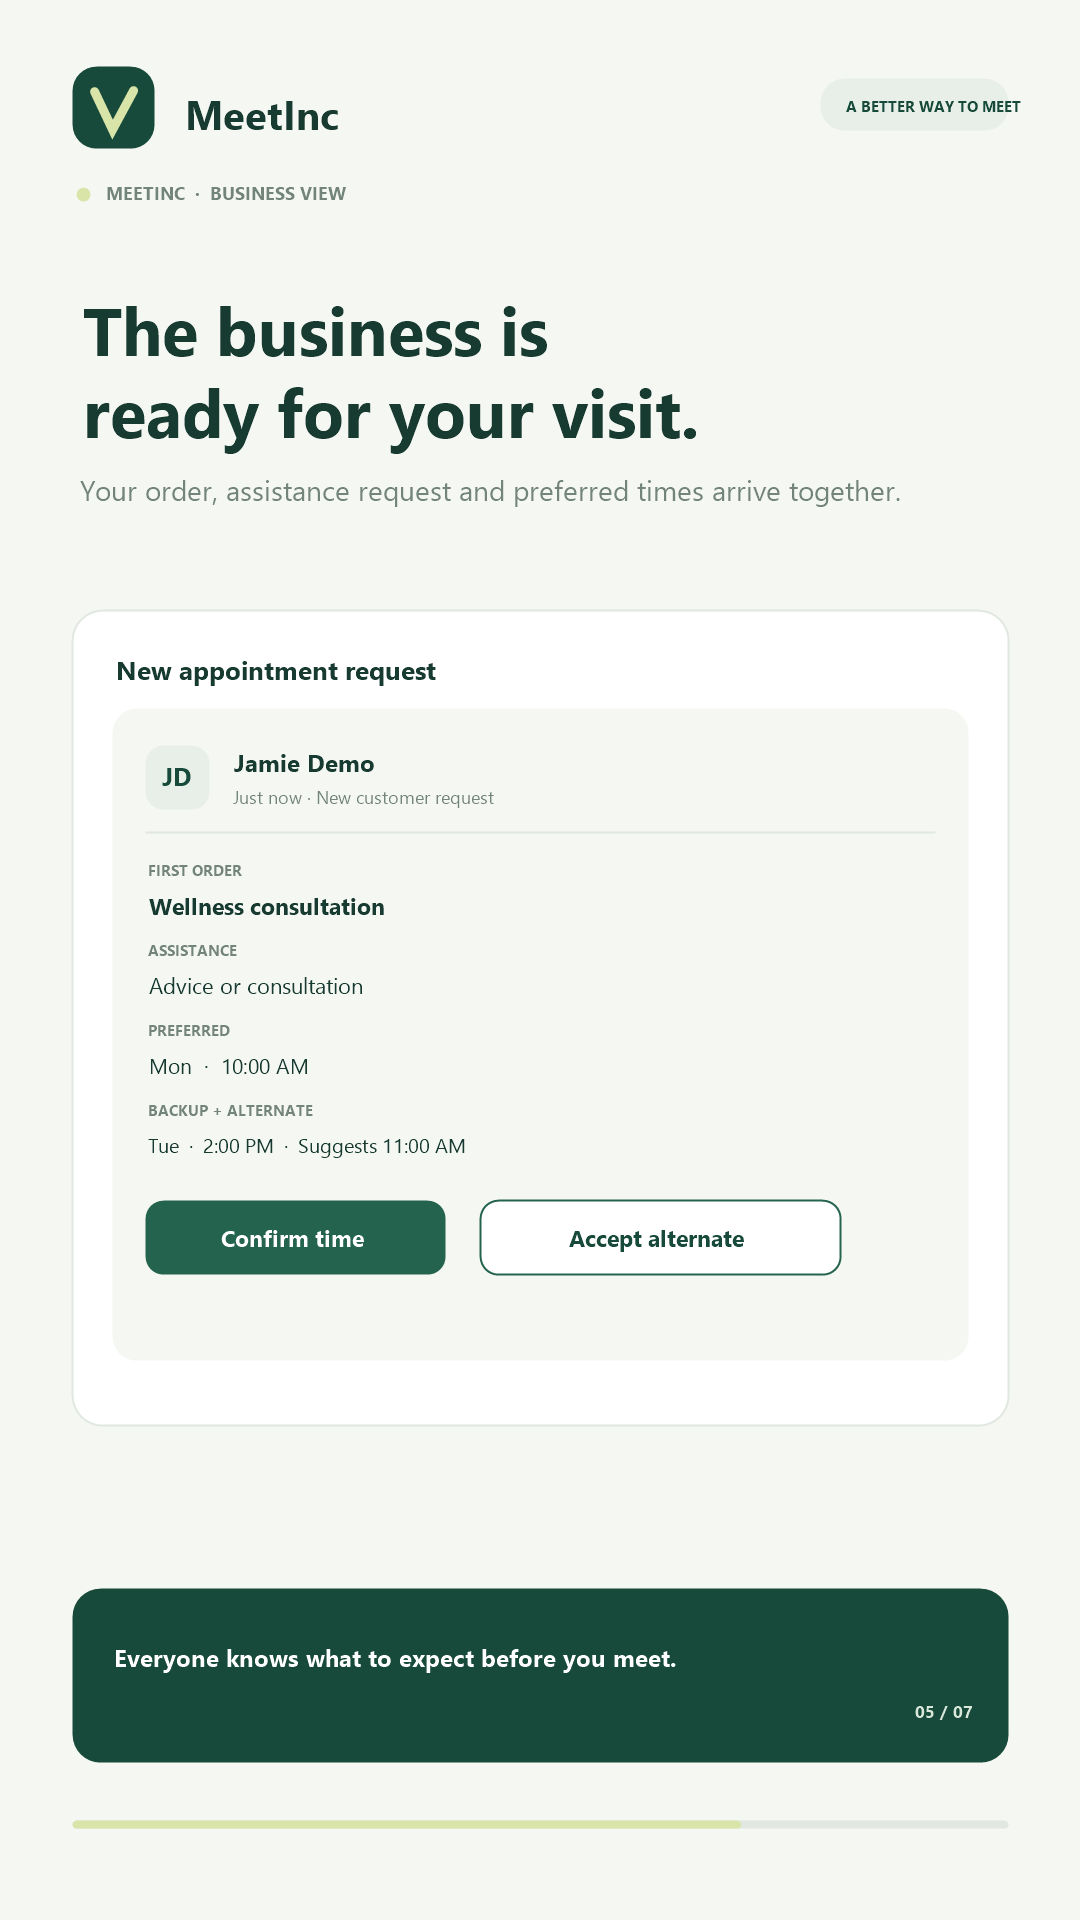 MeetInc
A BETTER WAY TO MEET
MEETINC · BUSINESS VIEW
The business is
ready for your visit.
Your order, assistance request and preferred times arrive together.
New appointment request
JD
Jamie Demo
Just now · New customer request
FIRST ORDER
Wellness consultation
ASSISTANCE
Advice or consultation
PREFERRED
Mon · 10:00 AM
BACKUP + ALTERNATE
Tue · 2:00 PM · Suggests 11:00 AM
Confirm time
Accept alternate
Everyone knows what to expect before you meet.
05 / 07